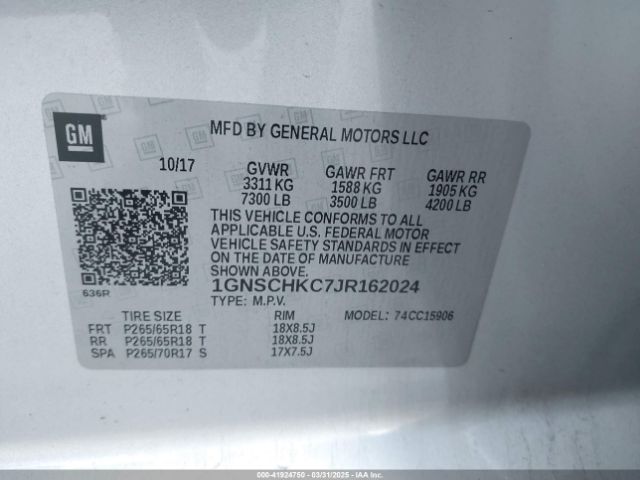 GM
MFD BY GENERAL MOTORS LLC
10/17 GVWR GAWR FRT GAWR RR
3311 KG 1588 KG 1905 KG
7300 LB 3500 LB 4200 LB
THIS VEHICLE CONFORMS TO ALL
APPLICABLE U.S. FEDERAL MOTOR
VEHICLE SAFETY STANDARDS IN EFFECT
ON THE DATE OF MANUFACTURE
SHOWN ABOVE.
636R
1GNSCHKC7JR162024
TYPE: M.P.V. MODEL: 74CC15906
TIRE SIZE RIM
FRT P265/65R18 T 18X8.5J
RR P265/65R18 T 18X8.5J
SPA P265/70R17 S 17X7.5J
000-41924750 - 03/31/2025 - IAAI.COM